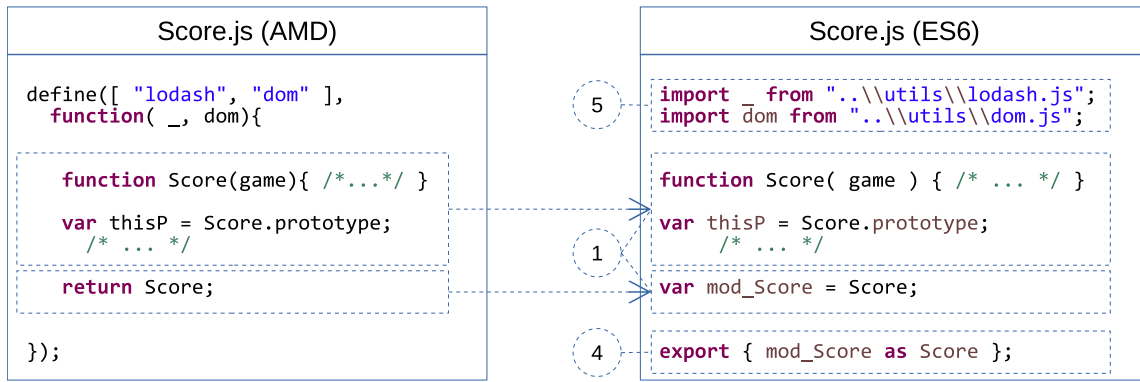 Score.js (AMD)
define([ "lodash", "dom" ],
function( _, dom){
function Score(game){ /*...*/ }
var thisP = Score.prototype;
/* ... */
return Score;
});
5
1
4
Score.js (ES6)
import _ from "..\\utils\\lodash.js";
import dom from "..\\utils\\dom.js";
function Score( game ) { /* ... */ }
var thisP = Score.prototype;
/* ... */
var mod_Score = Score;
export { mod_Score as Score };